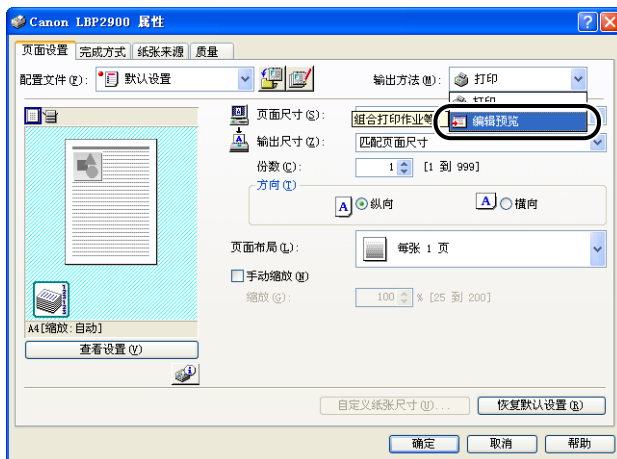 Canon LBP2900 属性
页面设置 完成方式 纸张来源 质量
配置文件(F): 默认设置 输出方法(M): 打印
打印
编辑预览
页面尺寸(S): 组合打印作业等
输出尺寸(Z): 匹配页面尺寸
份数(C): 1 [1 到 999]
方向(T)
A 纵向 A 横向
页面布局(L): 每张 1 页
手动缩放(N)
缩放(G): 100 % [25 到 200]
A4[缩放:自动]
查看设置(V)
自定义纸张尺寸(U)... 恢复默认设置(R)
确定 取消 帮助